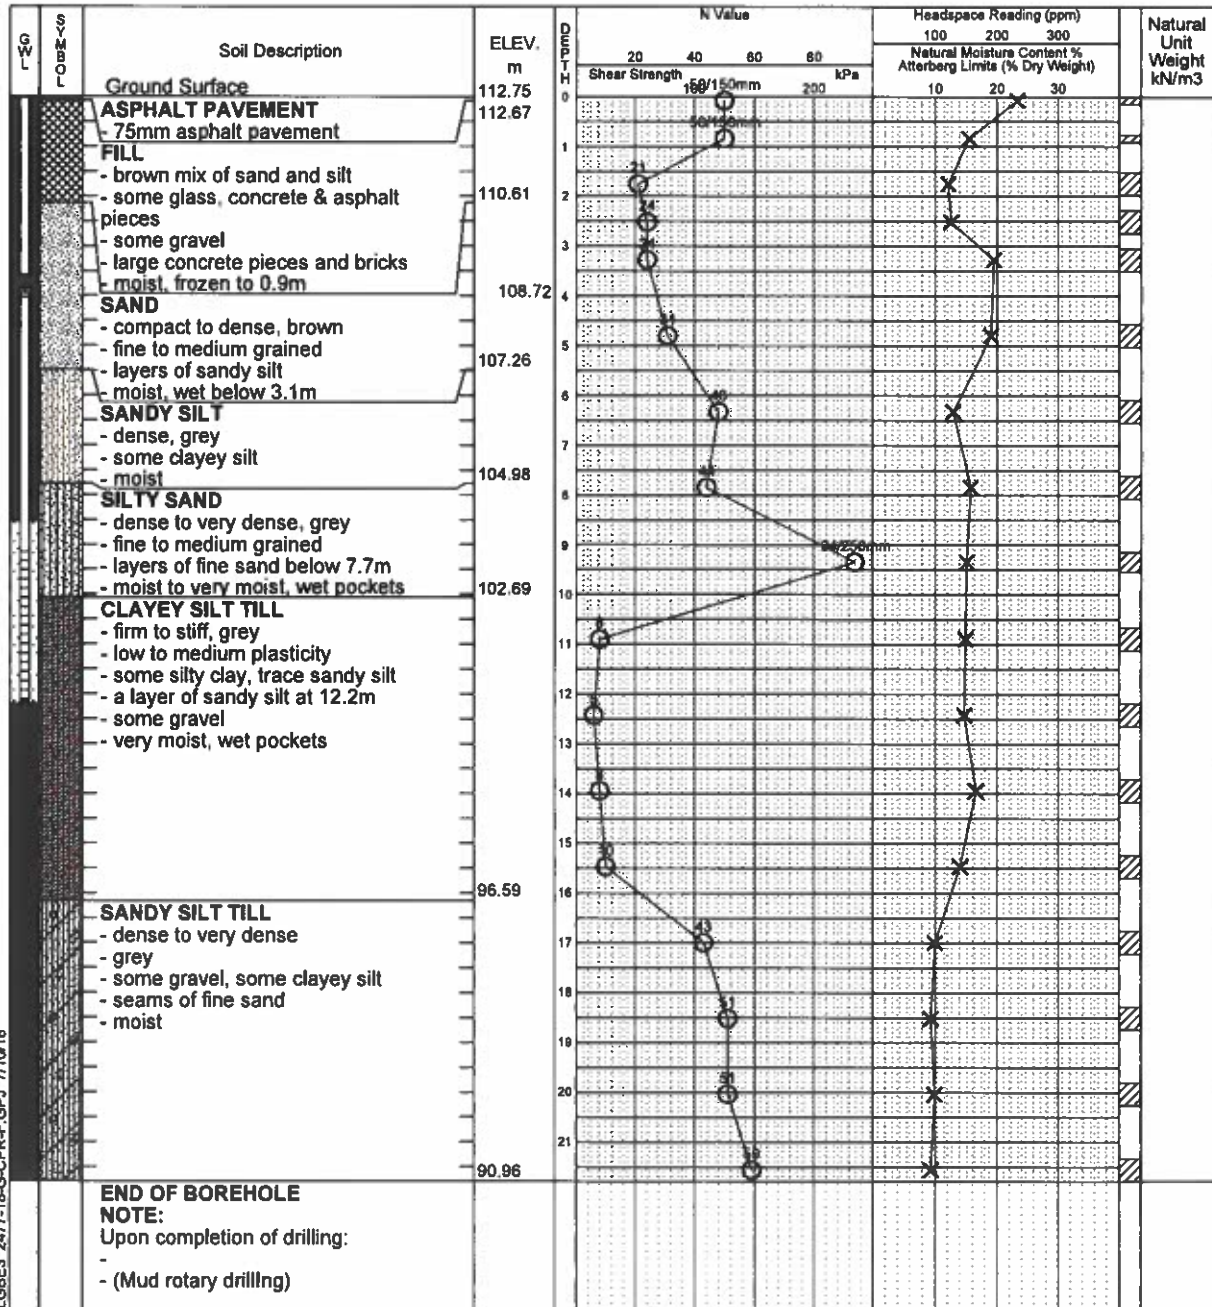 GWL
SYMBOL
Soil Description
ELEV.
m
DEPTH
N Value
20 40 60 80
Shear Strength kPa
100 200
Headspace Reading (ppm)
100 200 300
Natural Moisture Content %
Atterberg Limits (% Dry Weight)
10 20 30
Natural
Unit
Weight
kN/m3
Ground Surface 112.75
ASPHALT PAVEMENT 112.67
- 75mm asphalt pavement
FILL
- brown mix of sand and silt
- some glass, concrete & asphalt 110.61
pieces
- some gravel
- large concrete pieces and bricks
- moist, frozen to 0.9m
108.72
SAND
- compact to dense, brown
- fine to medium grained
- layers of sandy silt 107.26
- moist, wet below 3.1m
SANDY SILT
- dense, grey
- some clayey silt
- moist 104.98
SILTY SAND
- dense to very dense, grey
- fine to medium grained
- layers of fine sand below 7.7m
- moist to very moist, wet pockets 102.69
CLAYEY SILT TILL
- firm to stiff, grey
- low to medium plasticity
- some silty clay, trace sandy silt
- a layer of sandy silt at 12.2m
- some gravel
- very moist, wet pockets
96.59
SANDY SILT TILL
- dense to very dense
- grey
- some gravel, some clayey silt
- seams of fine sand
- moist
90.96
END OF BOREHOLE
NOTE:
Upon completion of drilling:
-
- (Mud rotary drilling)
0
1
2
3
4
5
6
7
8
9
10
11
12
13
14
15
16
17
18
19
20
21
50/150mm
50/150mm
21
24
31
43